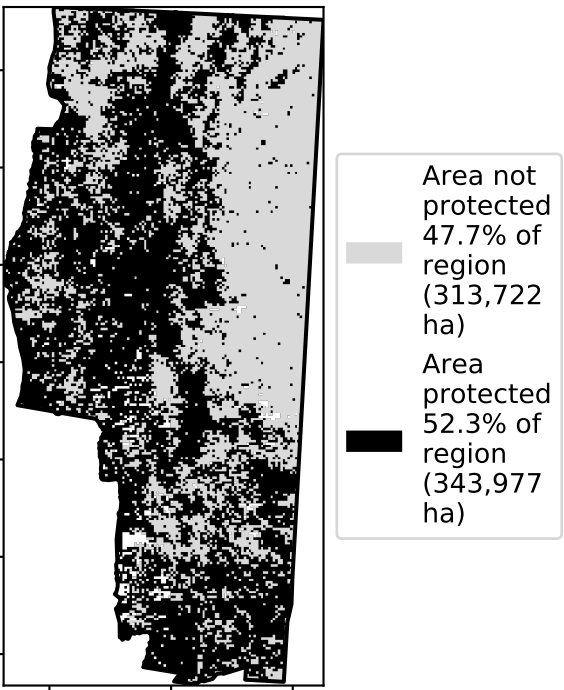 Area not
protected
47.7% of
region
(313,722
ha)
Area
protected
52.3% of
region
(343,977
ha)